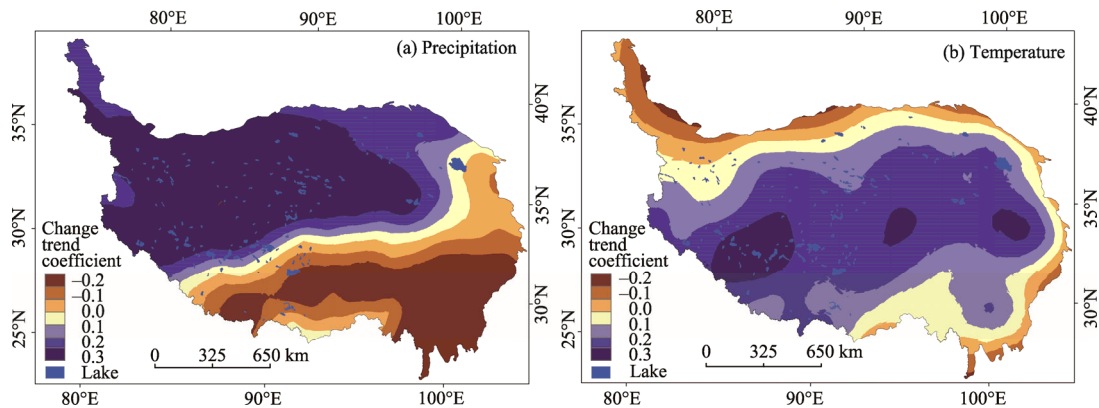 80°E
90°E
100°E
(a) Precipitation
35°N
30°N
25°N
40°N
35°N
30°N
Change
trend
coefficient
−0.2
−0.1
0.0
0.1
0.2
0.3
Lake
0 325 650 km
80°E
90°E
100°E
80°E
90°E
100°E
(b) Temperature
35°N
30°N
25°N
40°N
35°N
30°N
Change
trend
coefficient
−0.2
−0.1
0.0
0.1
0.2
0.3
Lake
0 325 650 km
80°E
90°E
100°E